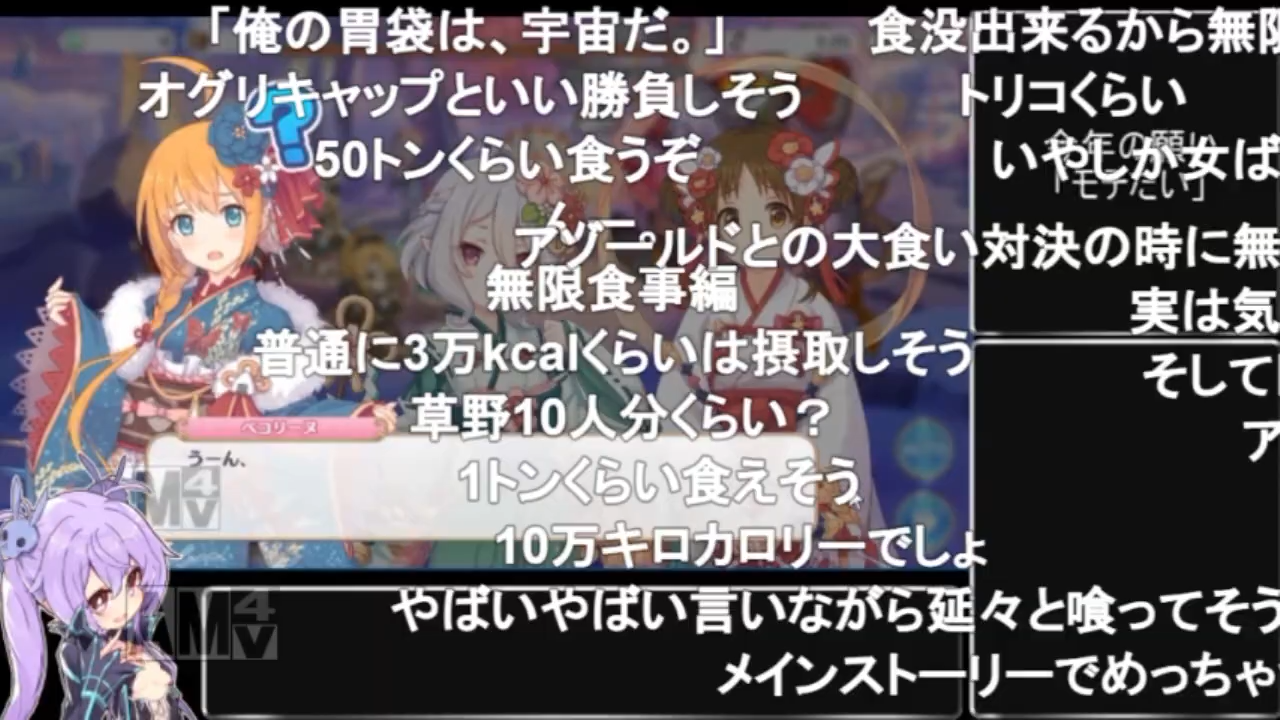 「俺の胃袋は、宇宙だ。」
食没出来るから無限
オグリキャップといい勝負しそう
トリコくらい
今年の願い
50トンくらい食うぞ
いやしか女ば
「モテたい」
アゾールドとの大食い対決の時に無
無限食事編
実は気
普通に3万kcalくらいは摂取しそう
そして
草野10人分くらい？
ア
ペコリーヌ
うーん、
1トンくらい食えそう
10万キロカロリーでしょ
やばいやばい言いながら延々と喰ってそう
メインストーリーでめっちゃ